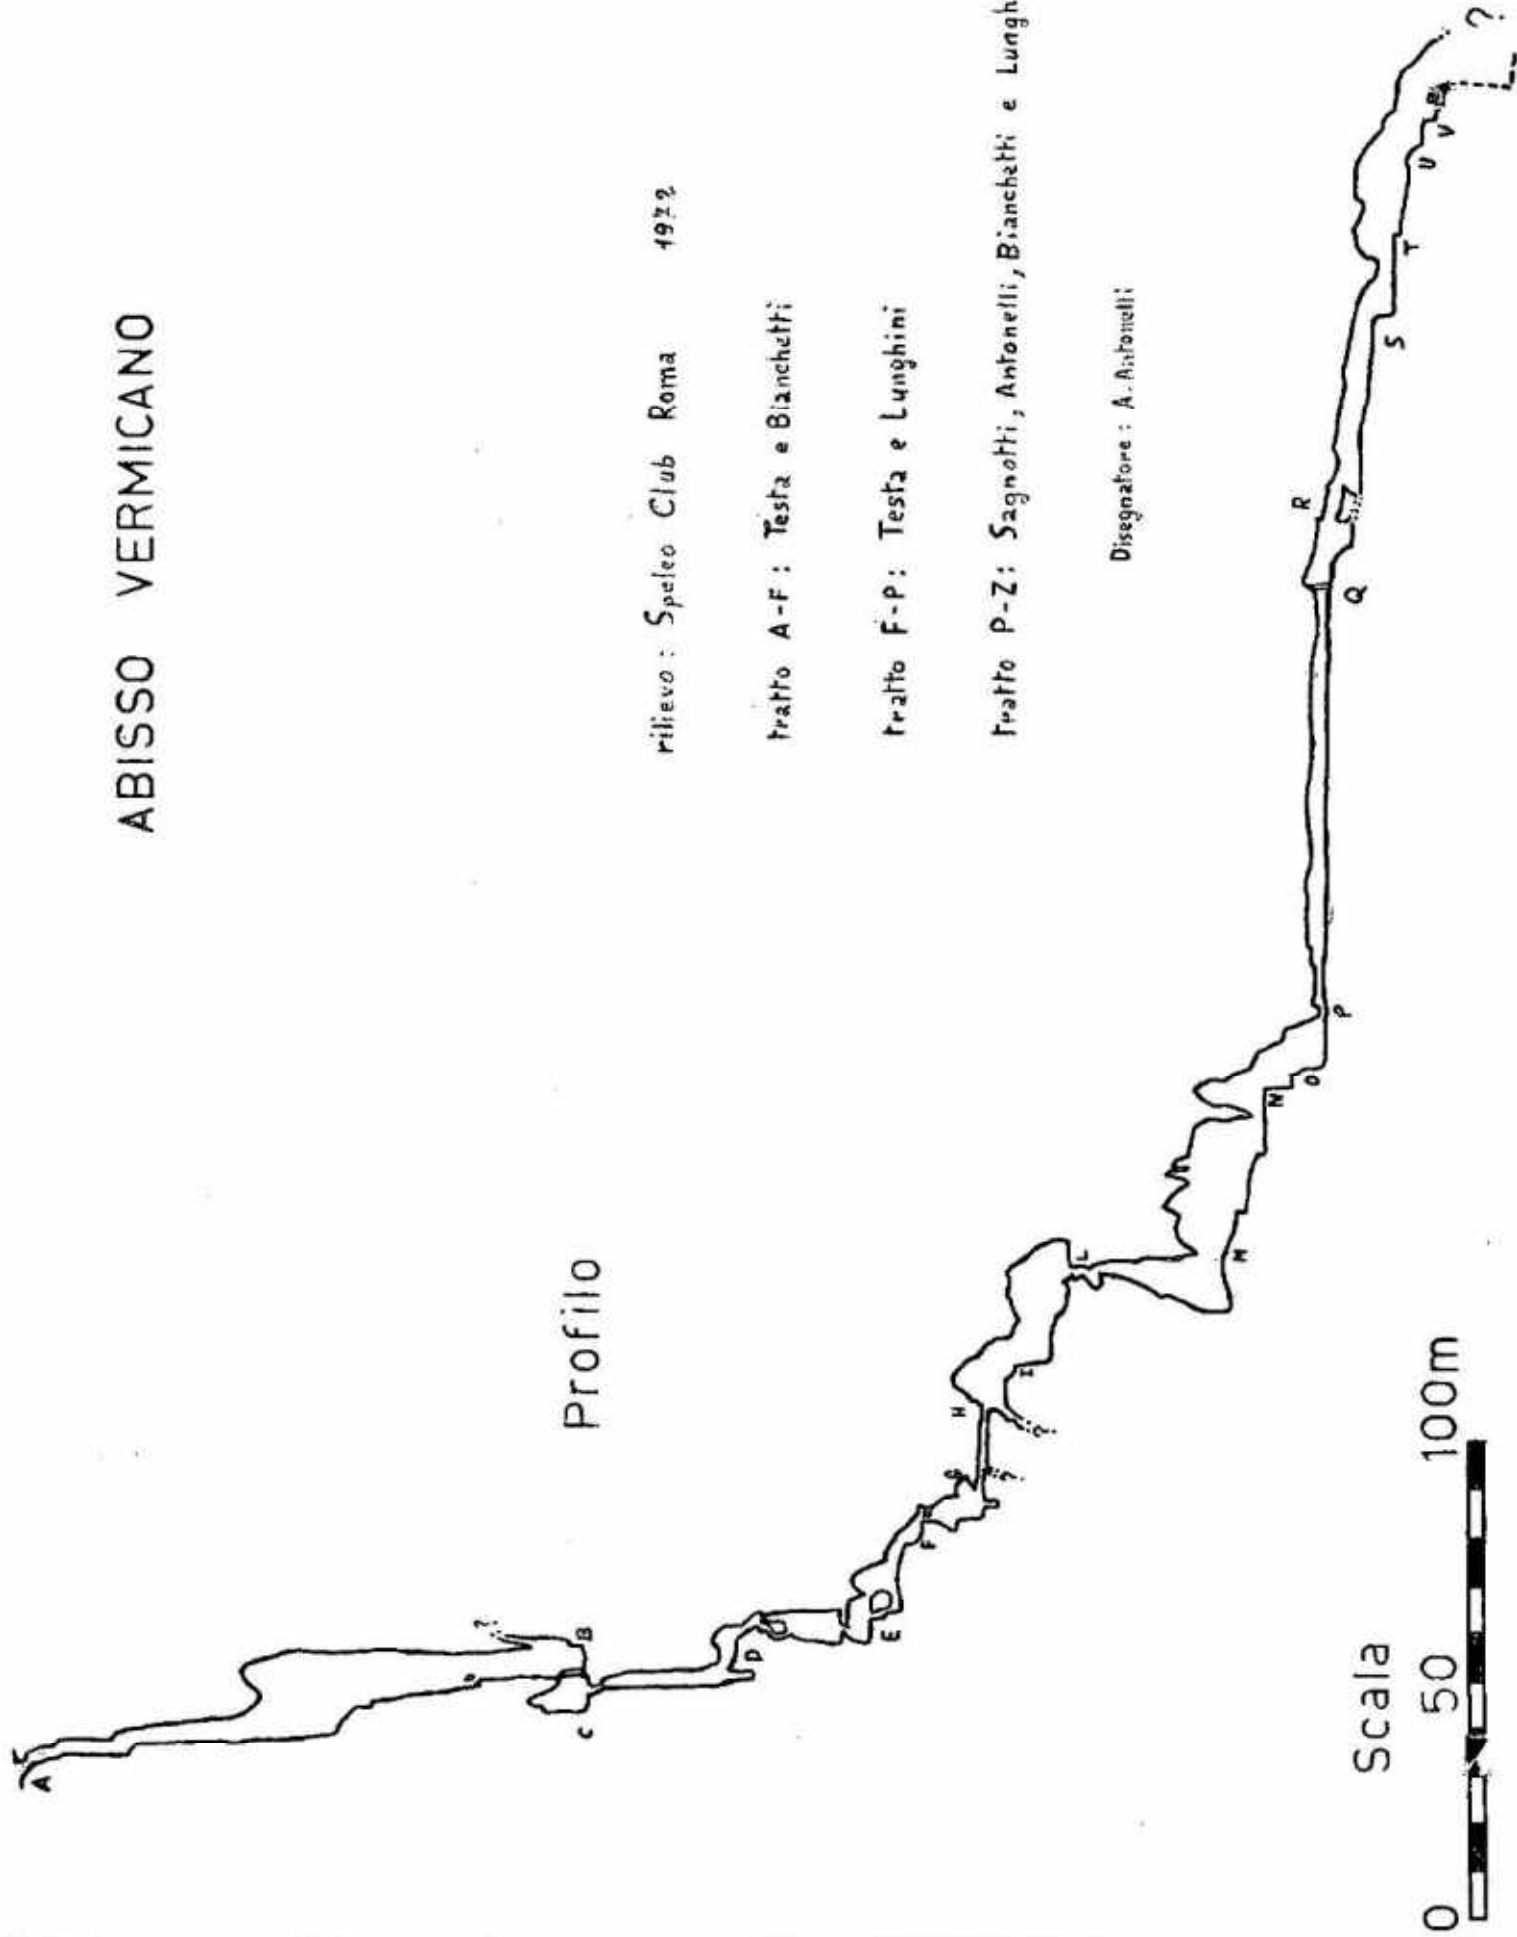 ABISSO VERMICANO
rilievo: Speleo Club Roma 1972
tratto A-F: Testa e Bianchetti
tratto F-P: Testa e Lunghini
tratto P-Z: Sagnotti, Antonelli, Bianchetti e Lungh
Disegnatore: A. Antonelli
Profilo
A
?
B
C
D
E
F
G
?
H
?
I
L
M
N
O
P
Q
R
S
T
U
V
?
Scala
0 50 100m